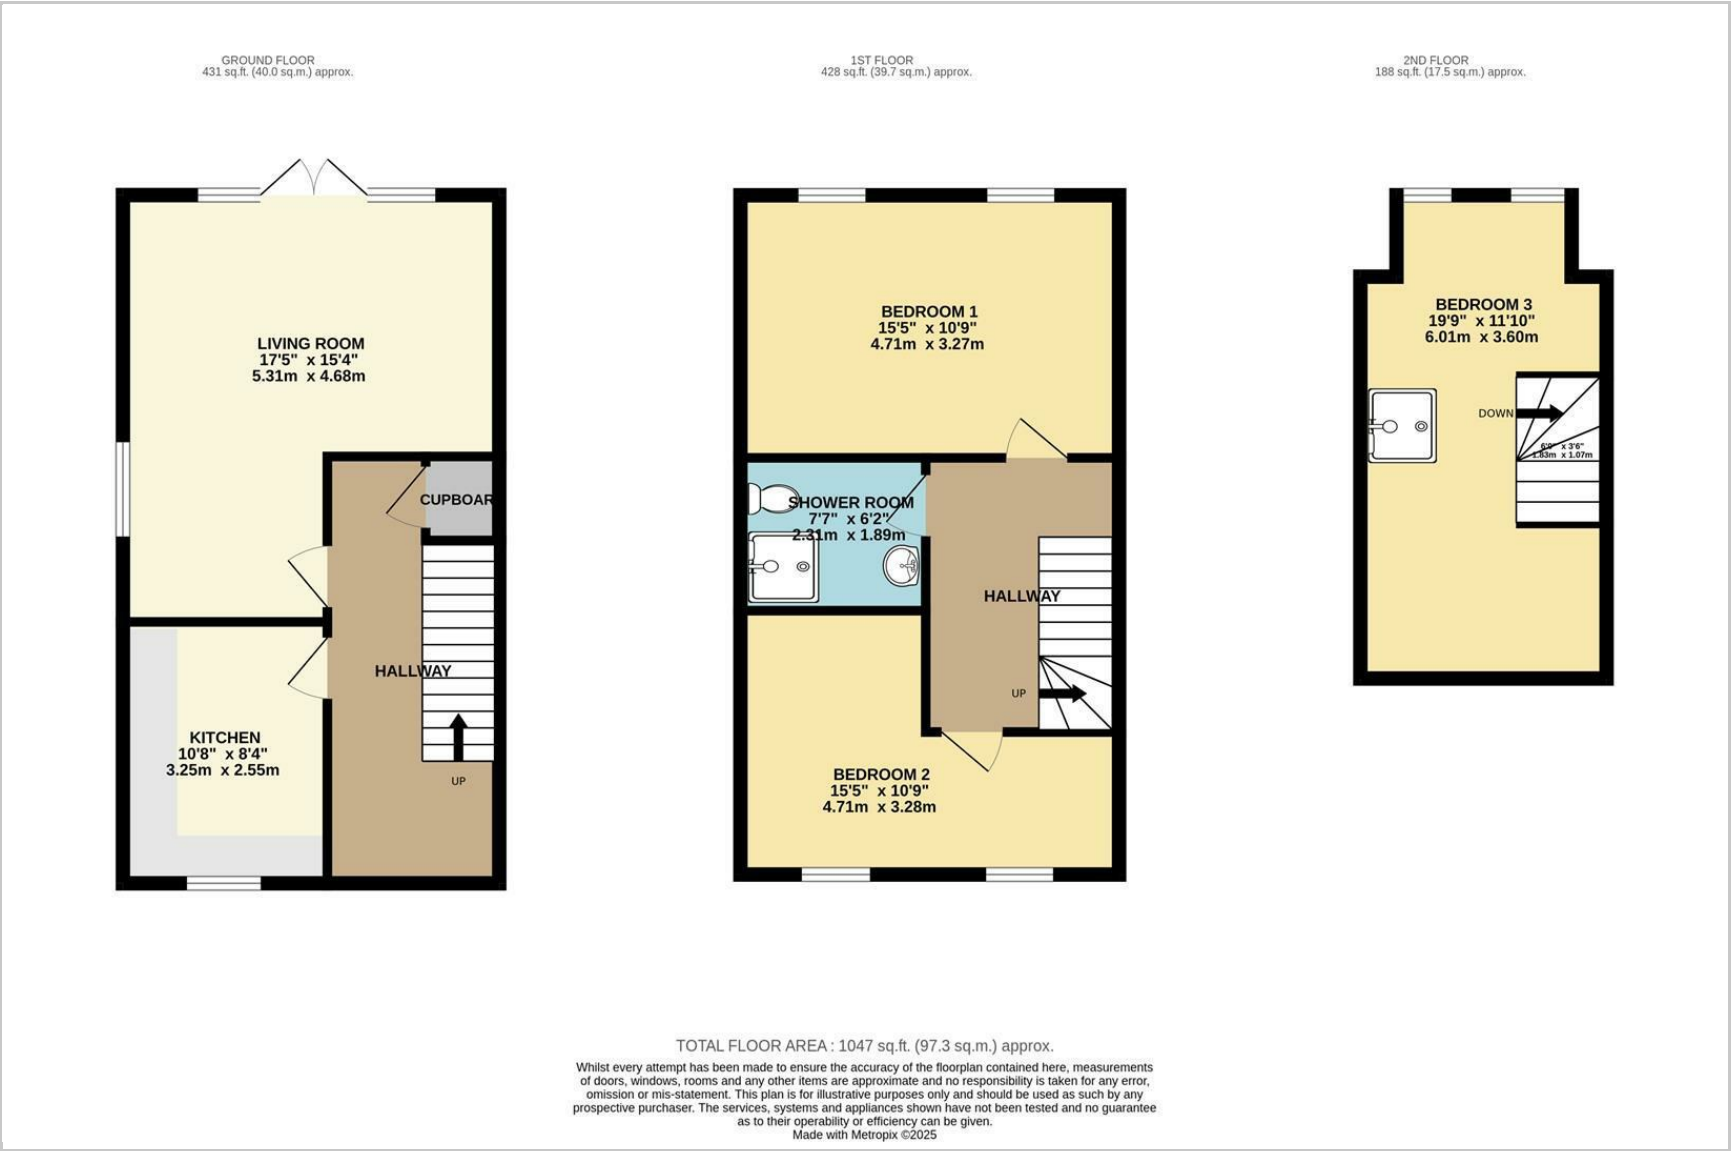 GROUND FLOOR
431 sq.ft. (40.0 sq.m.) approx.
1ST FLOOR
428 sq.ft. (39.7 sq.m.) approx.
2ND FLOOR
188 sq.ft. (17.5 sq.m.) approx.
LIVING ROOM
17'5" x 15'4"
5.31m x 4.68m
CUPBOAR
HALLWAY
UP
KITCHEN
10'8" x 8'4"
3.25m x 2.55m
BEDROOM 1
15'5" x 10'9"
4.71m x 3.27m
SHOWER ROOM
7'7" x 6'2"
2.31m x 1.89m
HALLWAY
UP
BEDROOM 2
15'5" x 10'9"
4.71m x 3.28m
BEDROOM 3
19'9" x 11'10"
6.01m x 3.60m
DOWN
x 3'6"
1.83m x 1.07m
TOTAL FLOOR AREA : 1047 sq.ft. (97.3 sq.m.) approx.
Whilst every attempt has been made to ensure the accuracy of the floorplan contained here, measurements
of doors, windows, rooms and any other items are approximate and no responsibility is taken for any error,
omission or mis-statement. This plan is for illustrative purposes only and should be used as such by any
prospective purchaser. The services, systems and appliances shown have not been tested and no guarantee
as to their operability or efficiency can be given.
Made with Metropix ©2025